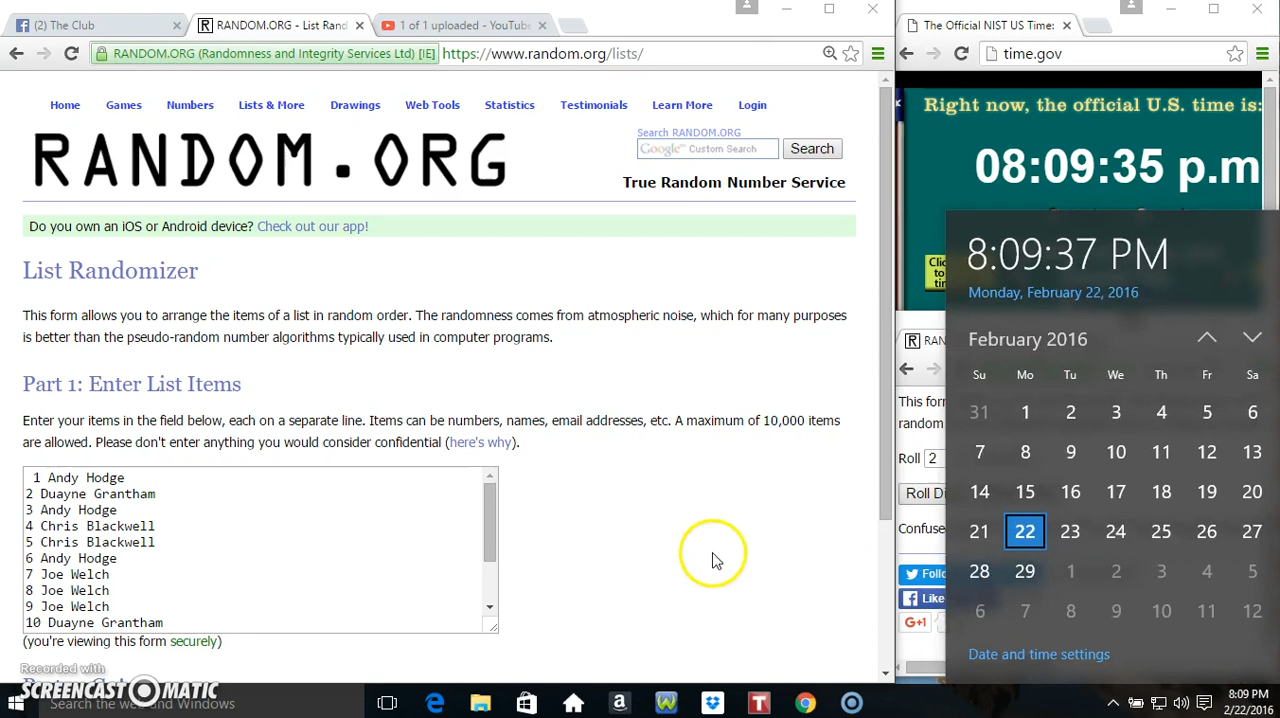 (2) The Club
RANDOM.ORG - List Rand
1 of 1 uploaded - YouTube
The Official NIST US Time:
RANDOM.ORG (Randomness and Integrity Services Ltd) [IE]
https://www.random.org/lists/
time.gov
Home
Games
Numbers
Lists & More
Drawings
Web Tools
Statistics
Testimonials
Learn More
Login
RANDOM.ORG
Search RANDOM.ORG
Google™ Custom Search
Search
True Random Number Service
Do you own an iOS or Android device? Check out our app!
List Randomizer
This form allows you to arrange the items of a list in random order. The randomness comes from atmospheric noise, which for many purposes
is better than the pseudo-random number algorithms typically used in computer programs.
Part 1: Enter List Items
Enter your items in the field below, each on a separate line. Items can be numbers, names, email addresses, etc. A maximum of 10,000 items
are allowed. Please don't enter anything you would consider confidential (here's why).
1 Andy Hodge
2 Duayne Grantham
3 Andy Hodge
4 Chris Blackwell
5 Chris Blackwell
6 Andy Hodge
7 Joe Welch
8 Joe Welch
9 Joe Welch
10 Duayne Grantham
(you're viewing this form securely)
Right now, the official U.S. time is:
08:09:35 p.m
Clic
to
tin
RAN
This for
random
Roll 2
Roll Di
Confuse
Follo
Like
G+1
8:09:37 PM
Monday, February 22, 2016
February 2016
Su Mo Tu We Th Fr Sa
31 1 2 3 4 5 6
7 8 9 10 11 12 13
14 15 16 17 18 19 20
21 22 23 24 25 26 27
28 29 1 2 3 4 5
6 7 8 9 10 11 12
Date and time settings
Recorded with
SCREENCAST-O-MATIC
Search the web and Windows
8:09 PM
2/22/2016